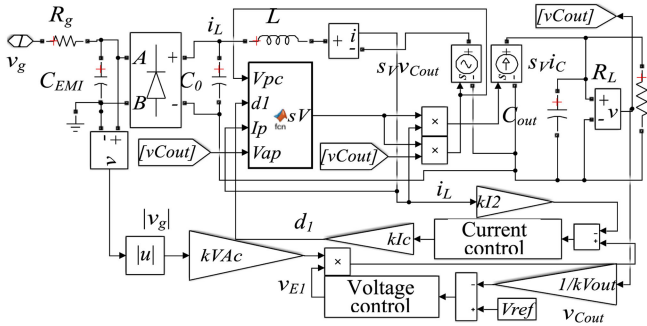 R_g
v_g
C_EMI
A
B
C_0
i_L
L
+ i -
[vCout]
s_V v_Cout
s_V i_C
R_L
C_out
+ v -
Vpc
d1
Ip
Vap
fcn
sV
s
s
×
×
[vCout]
[vCout]
- +
v
|v_g|
|u|
kVAc
d_1
kIc
Current
control
i_L
kI2
×
v_E1
Voltage
control
Vref
1/kVout
v_Cout